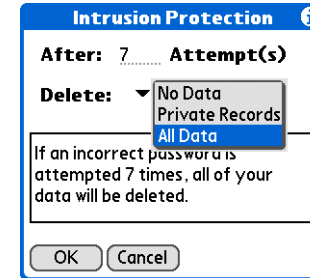 Intrusion Protection i
After: 7 Attempt(s)
Delete: No Data
Private Records
All Data
If an incorrect password is
attempted 7 times, all of your
data will be deleted.
OK Cancel